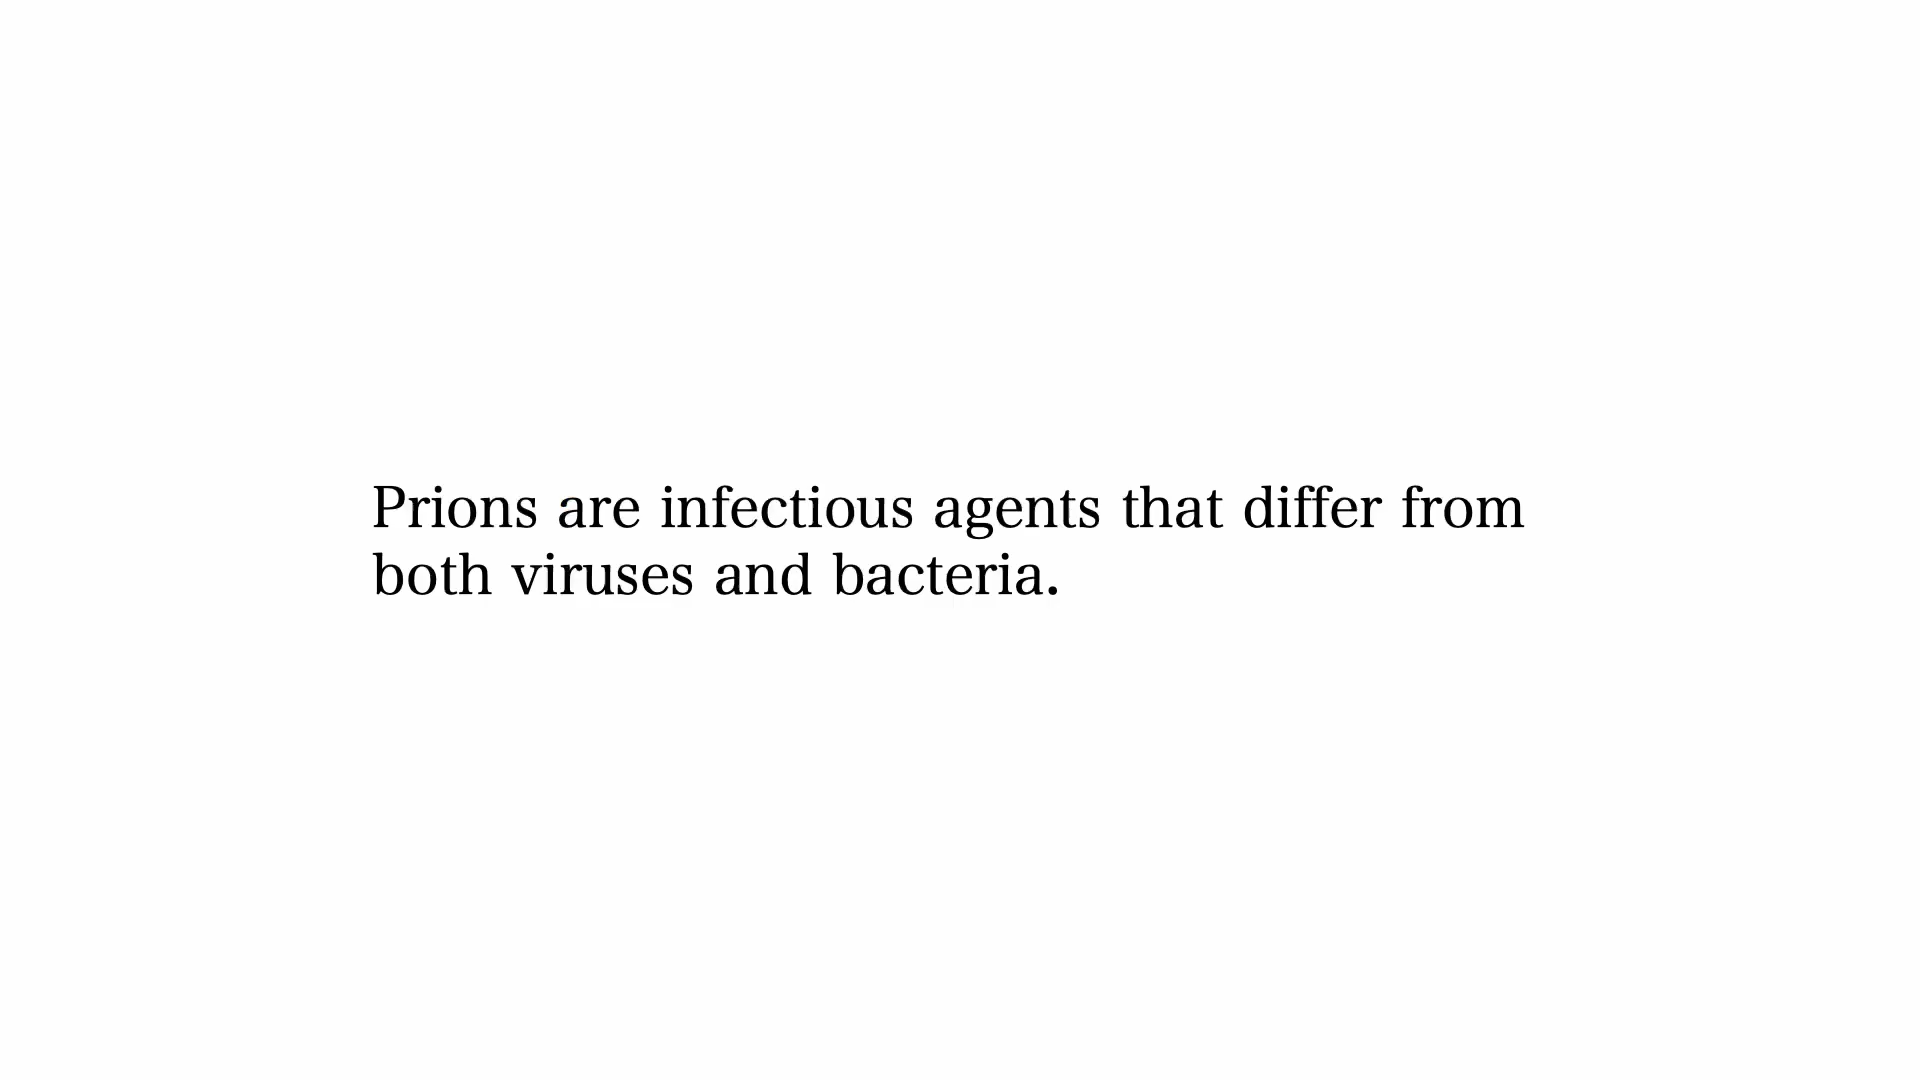 Prions are infectious agents that differ from
both viruses and bacteria.